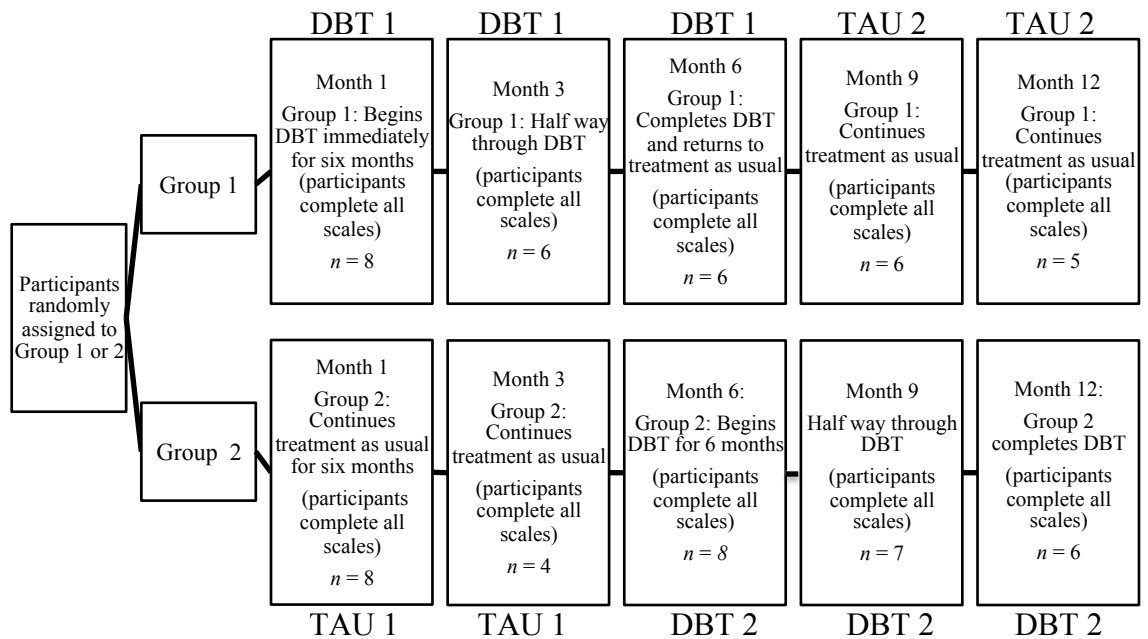 DBT 1
DBT 1
DBT 1
TAU 2
TAU 2
Participants
randomly
assigned to
Group 1 or 2
Group 1
Month 1
Group 1: Begins
DBT immediately
for six months
(participants
complete all
scales)
n = 8
Month 3
Group 1: Half way
through DBT
(participants
complete all
scales)
n = 6
Month 6
Group 1:
Completes DBT
and returns to
treatment as usual
(participants
complete all
scales)
n = 6
Month 9
Group 1:
Continues
treatment as usual
(participants
complete all
scales)
n = 6
Month 12
Group 1:
Continues
treatment as usual
(participants
complete all
scales)
n = 5
Group 2
Month 1
Group 2:
Continues
treatment as usual
for six months
(participants
complete all
scales)
n = 8
Month 3
Group 2:
Continues
treatment as usual
(participants
complete all
scales)
n = 4
Month 6:
Group 2: Begins
DBT for 6 months
(participants
complete all
scales)
n = 8
Month 9
Half way through
DBT
(participants
complete all
scales)
n = 7
Month 12:
Group 2
completes DBT
(participants
complete all
scales)
n = 6
TAU 1
TAU 1
DBT 2
DBT 2
DBT 2